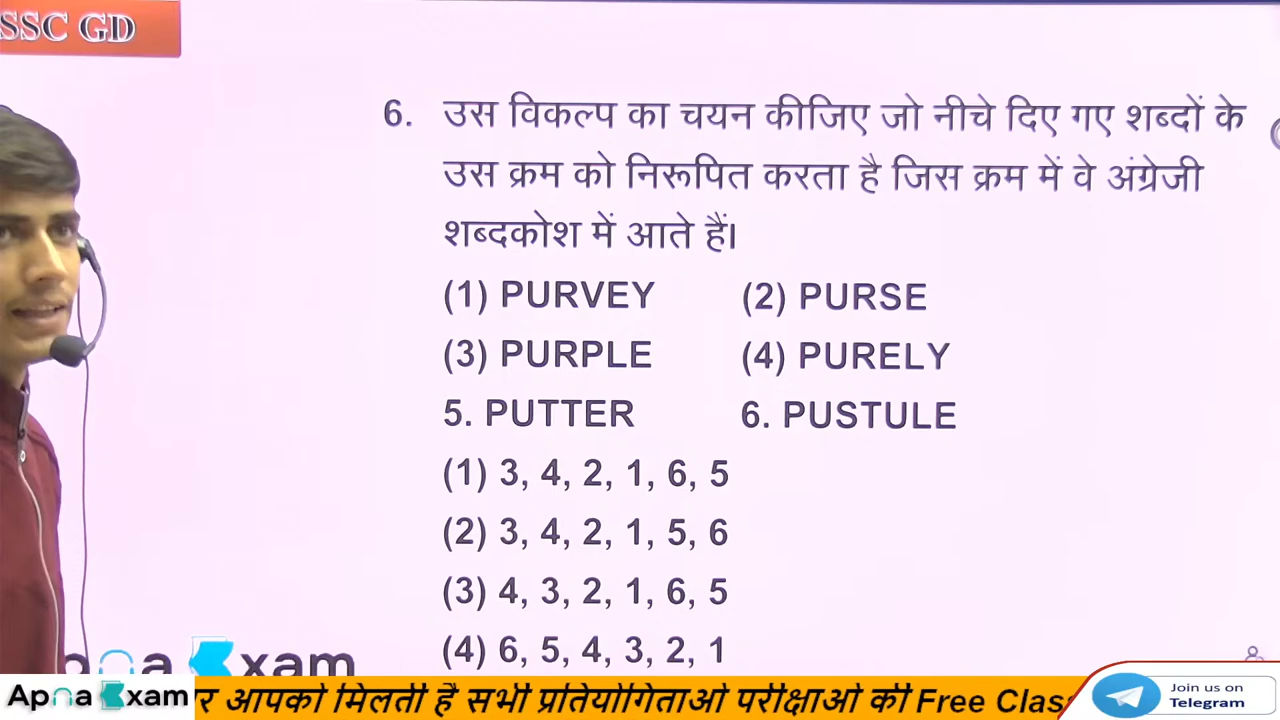 SSC GD
6. उस विकल्प का चयन कीजिए जो नीचे दिए गए शब्दों के
उस क्रम को निरूपित करता है जिस क्रम में वे अंग्रेजी
शब्दकोश में आते हैं।
(1) PURVEY (2) PURSE
(3) PURPLE (4) PURELY
5. PUTTER 6. PUSTULE
(1) 3, 4, 2, 1, 6, 5
(2) 3, 4, 2, 1, 5, 6
(3) 4, 3, 2, 1, 6, 5
(4) 6, 5, 4, 3, 2, 1
xam
Apna Exam
आपको मिलती है सभी प्रतियोगिताओ परीक्षाओ की Free
Join us on
Telegram